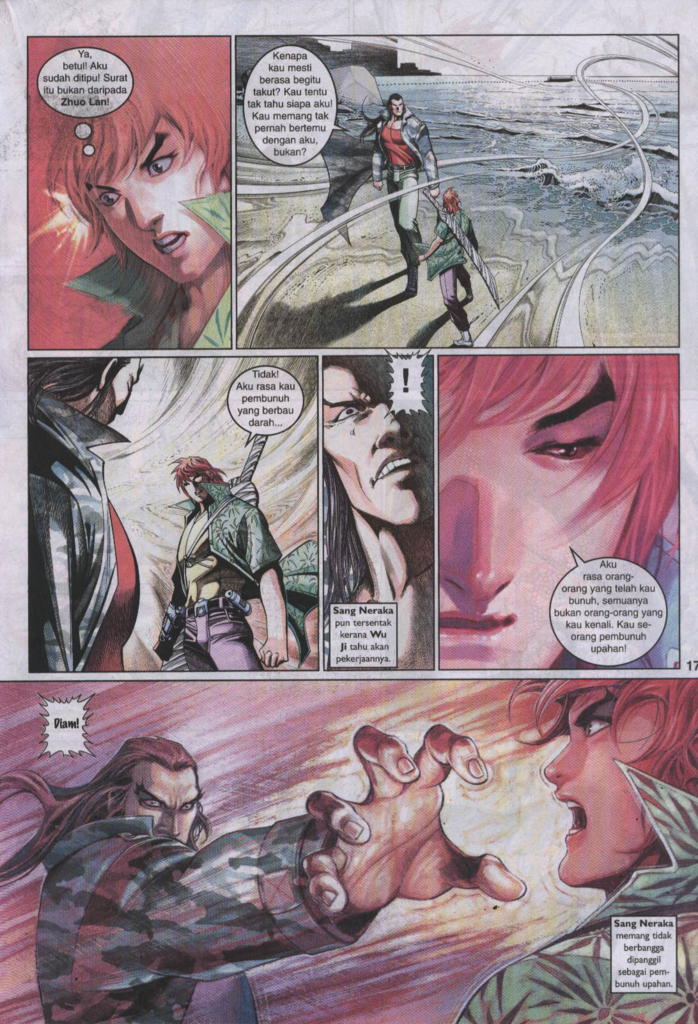 Ya,
betul! Aku
sudah ditipu! Surat
itu bukan daripada
Zhuo Lan!
Kenapa
kau mesti
berasa begitu
takut? Kau tentu
tak tahu siapa aku!
Kau memang tak
pernah bertemu
dengan aku,
bukan?
Tidak!
Aku rasa kau
pembunuh
yang berbau
darah...
!
Sang Neraka
pun tersentak
kerana Wu
Ji tahu akan
pekerjaannya.
Aku
rasa orang-
orang yang telah kau
bunuh, semuanya
bukan orang-orang yang
kau kenali. Kau se-
orang pembunuh
upahan!
17
Diam!
Sang Neraka
memang tidak
berbangga
dipanggil
sebagai pem-
bunuh upahan.